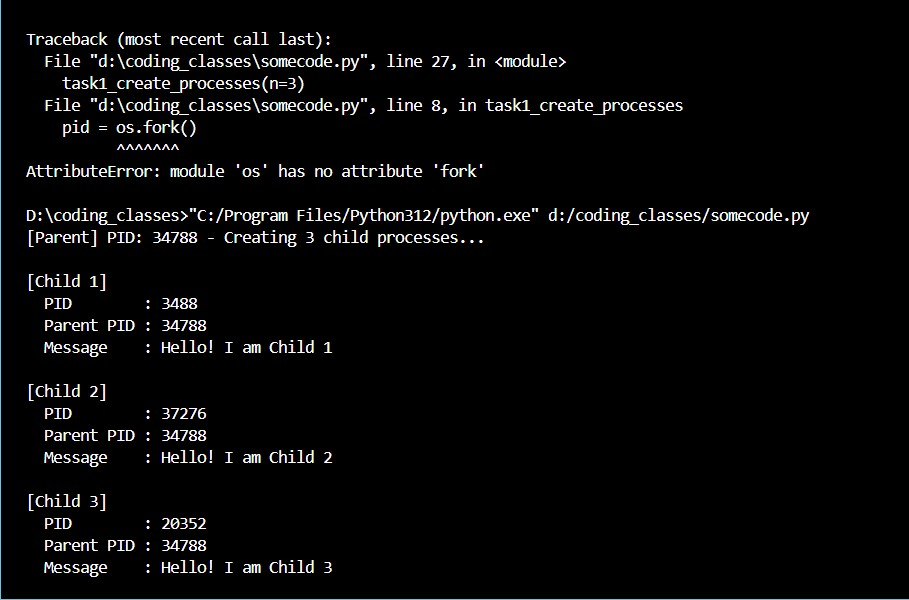 Traceback (most recent call last):
  File "d:\coding_classes\somecode.py", line 27, in <module>
    task1_create_processes(n=3)
  File "d:\coding_classes\somecode.py", line 8, in task1_create_processes
    pid = os.fork()
          ^^^^^^^
AttributeError: module 'os' has no attribute 'fork'

D:\coding_classes>"C:/Program Files/Python312/python.exe" d:/coding_classes/somecode.py
[Parent] PID: 34788 - Creating 3 child processes...

[Child 1]
  PID        : 3488
  Parent PID : 34788
  Message    : Hello! I am Child 1

[Child 2]
  PID        : 37276
  Parent PID : 34788
  Message    : Hello! I am Child 2

[Child 3]
  PID        : 20352
  Parent PID : 34788
  Message    : Hello! I am Child 3